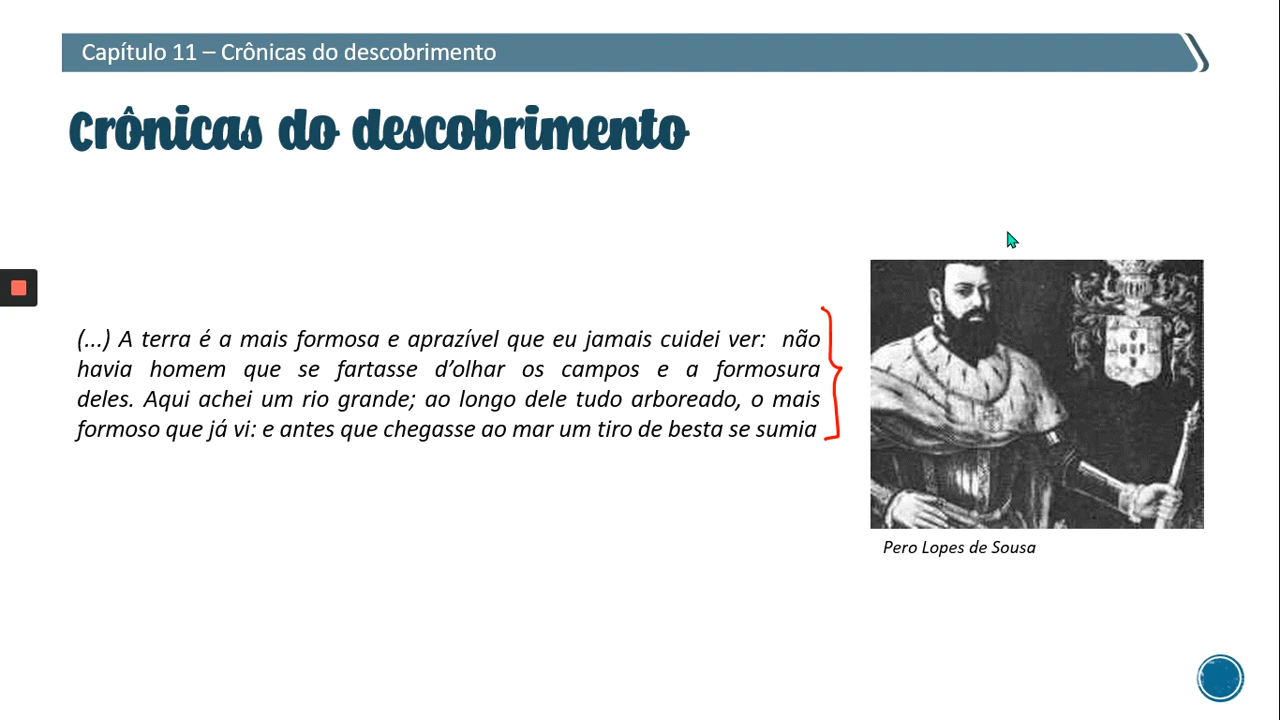 Capítulo 11 – Crônicas do descobrimento
Crônicas do descobrimento
(...) A terra é a mais formosa e aprazível que eu jamais cuidei ver: não
havia homem que se fartasse d’olhar os campos e a formosura
deles. Aqui achei um rio grande; ao longo dele tudo arboreado, o mais
formoso que já vi: e antes que chegasse ao mar um tiro de besta se sumia
Pero Lopes de Sousa